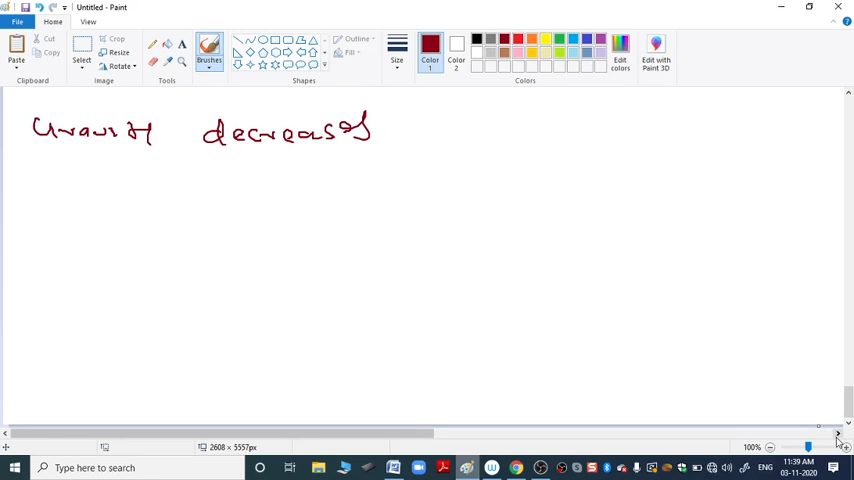 Untitled - Paint
File Home View
Paste Cut Copy Clipboard
Select Crop Resize Rotate Image
Tools
Brushes
Outline Fill Shapes
Size
Color 1 Color 2 Colors
Edit colors
Edit with Paint 3D
Gravity decreases
2608 × 5557px 100%
Type here to search ENG 11:39 AM 03-11-2020